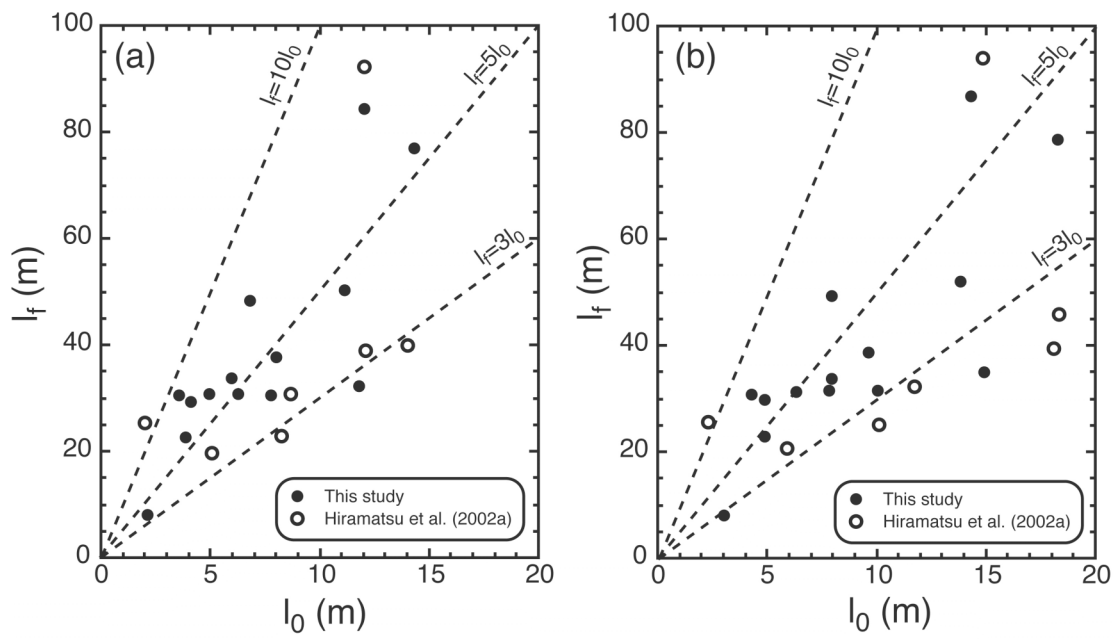 (a)
l_f=10l_0
l_f=5l_0
l_f=3l_0
100
80
60
40
20
0
l_f (m)
This study
Hiramatsu et al. (2002a)
0
5
10
15
20
l_0 (m)
(b)
l_f=10l_0
l_f=5l_0
l_f=3l_0
100
80
60
40
20
0
l_f (m)
This study
Hiramatsu et al. (2002a)
0
5
10
15
20
l_0 (m)